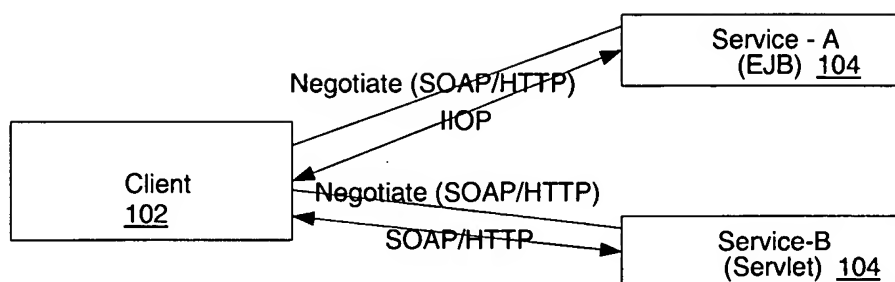 Service - A
(EJB) 104
Negotiate (SOAP/HTTP)
IIOP
Client
102
Negotiate (SOAP/HTTP)
SOAP/HTTP
Service-B
(Servlet) 104